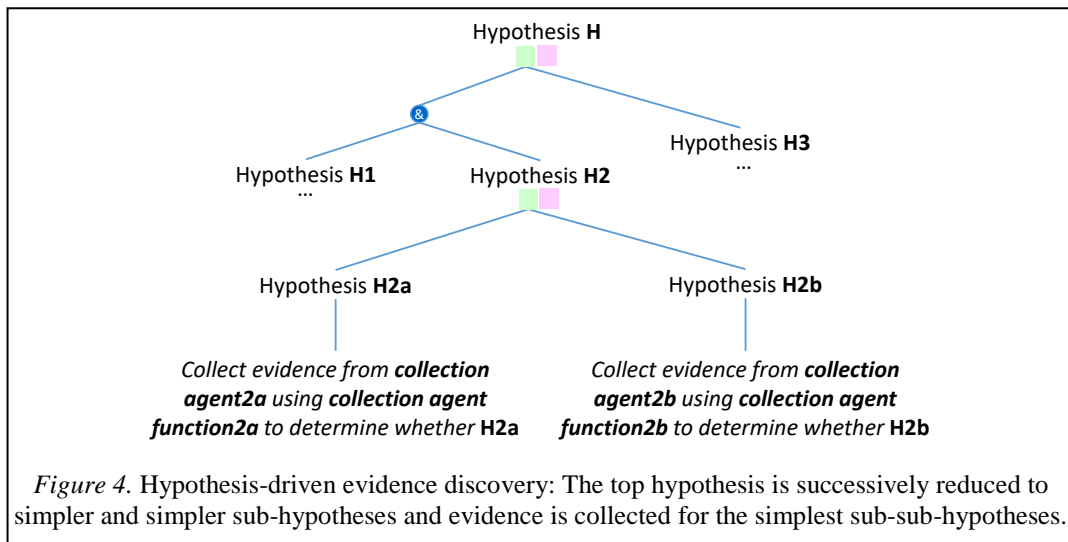 Hypothesis H
&
Hypothesis H3
...
Hypothesis H1
...
Hypothesis H2
Hypothesis H2a
Hypothesis H2b
Collect evidence from collection
agent2a using collection agent
function2a to determine whether H2a
Collect evidence from collection
agent2b using collection agent
function2b to determine whether H2b
Figure 4. Hypothesis-driven evidence discovery: The top hypothesis is successively reduced to
simpler and simpler sub-hypotheses and evidence is collected for the simplest sub-sub-hypotheses.